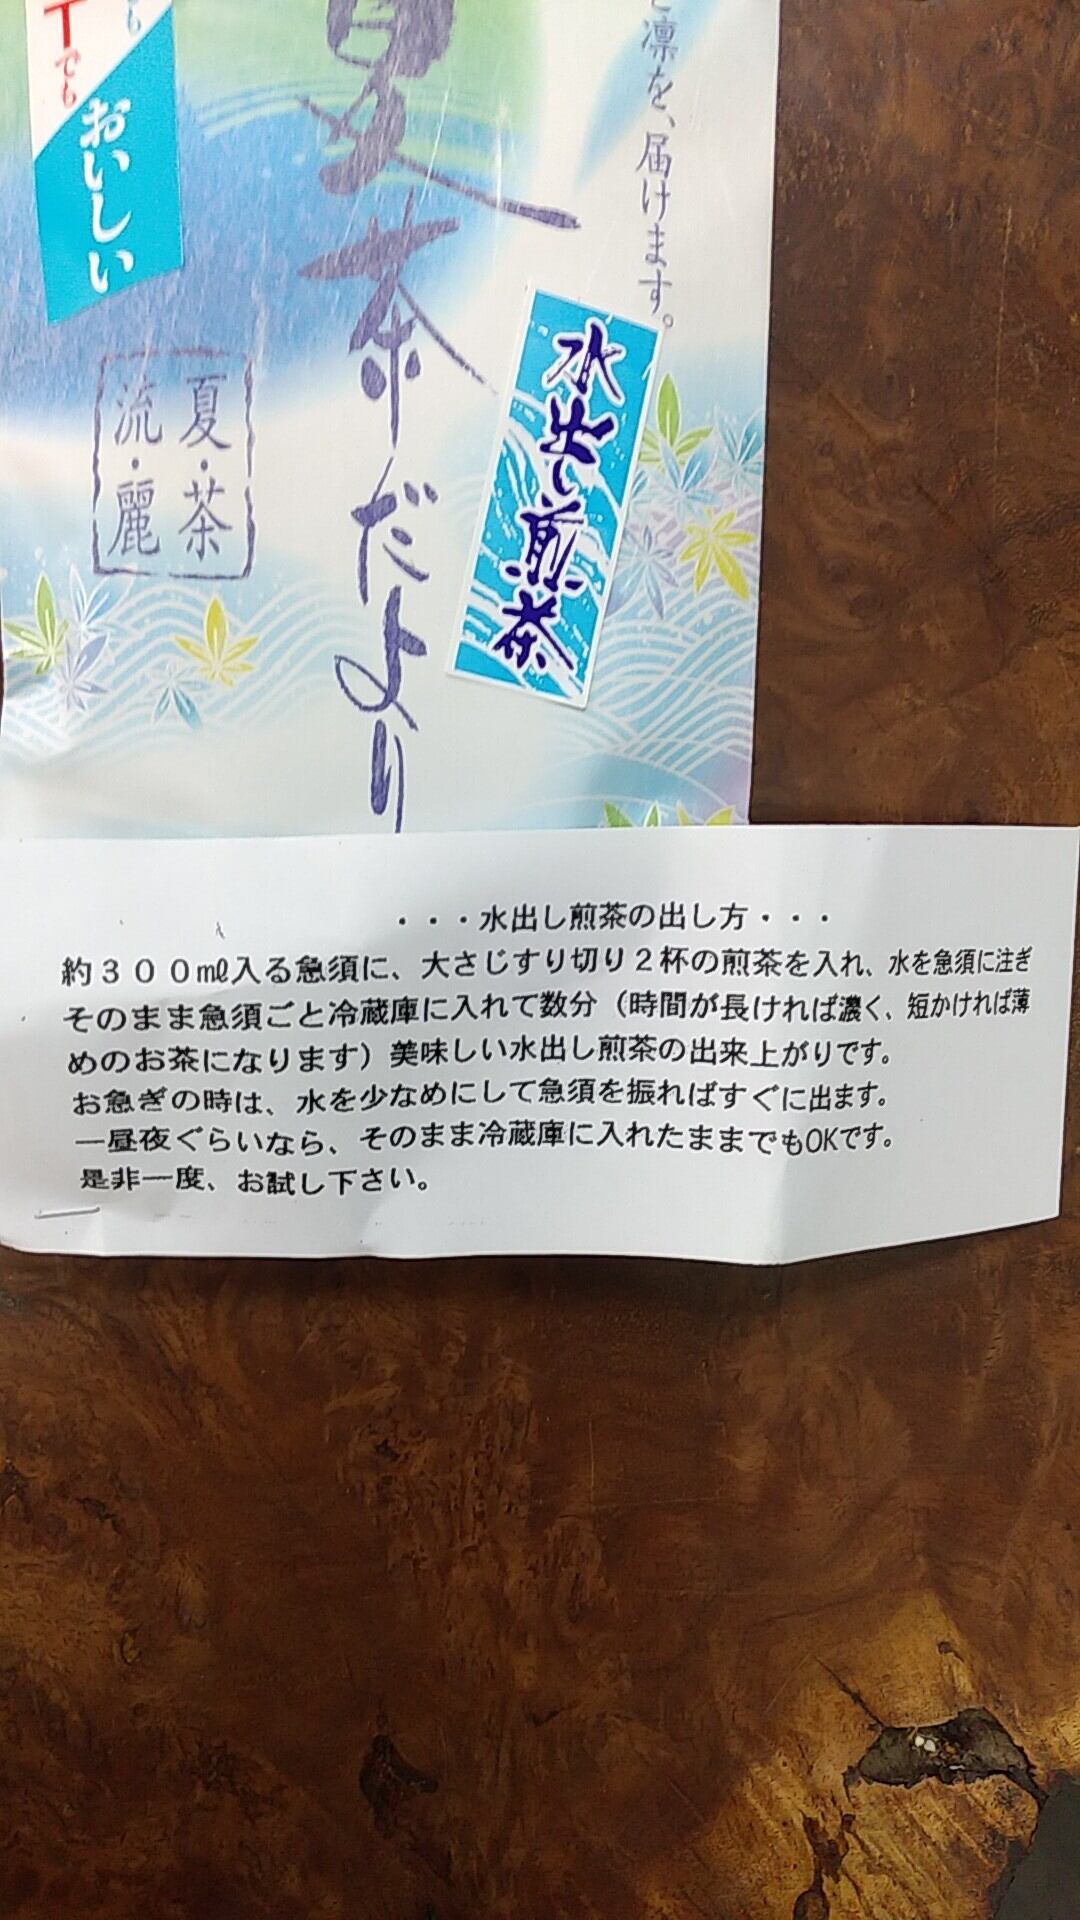 でも
おいしい
夏茶だより
凛を、届けます。
水出し煎茶
夏・茶
流・麗
・・・水出し煎茶の出し方・・・
約３００㎖入る急須に、大さじすり切り２杯の煎茶を入れ、水を急須に注ぎ
そのまま急須ごと冷蔵庫に入れて数分（時間が長ければ濃く、短かければ薄
めのお茶になります）美味しい水出し煎茶の出来上がりです。
お急ぎの時は、水を少なめにして急須を振ればすぐに出ます。
一昼夜ぐらいなら、そのまま冷蔵庫に入れたままでもOKです。
是非一度、お試し下さい。